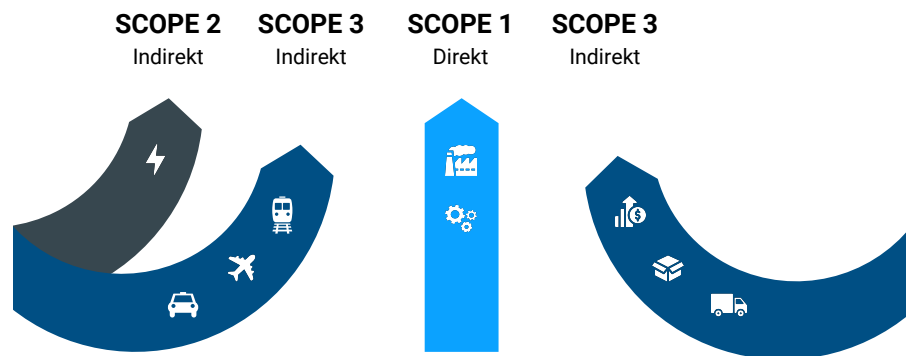 SCOPE 2
Indirekt
SCOPE 3
Indirekt
SCOPE 1
Direkt
SCOPE 3
Indirekt
$